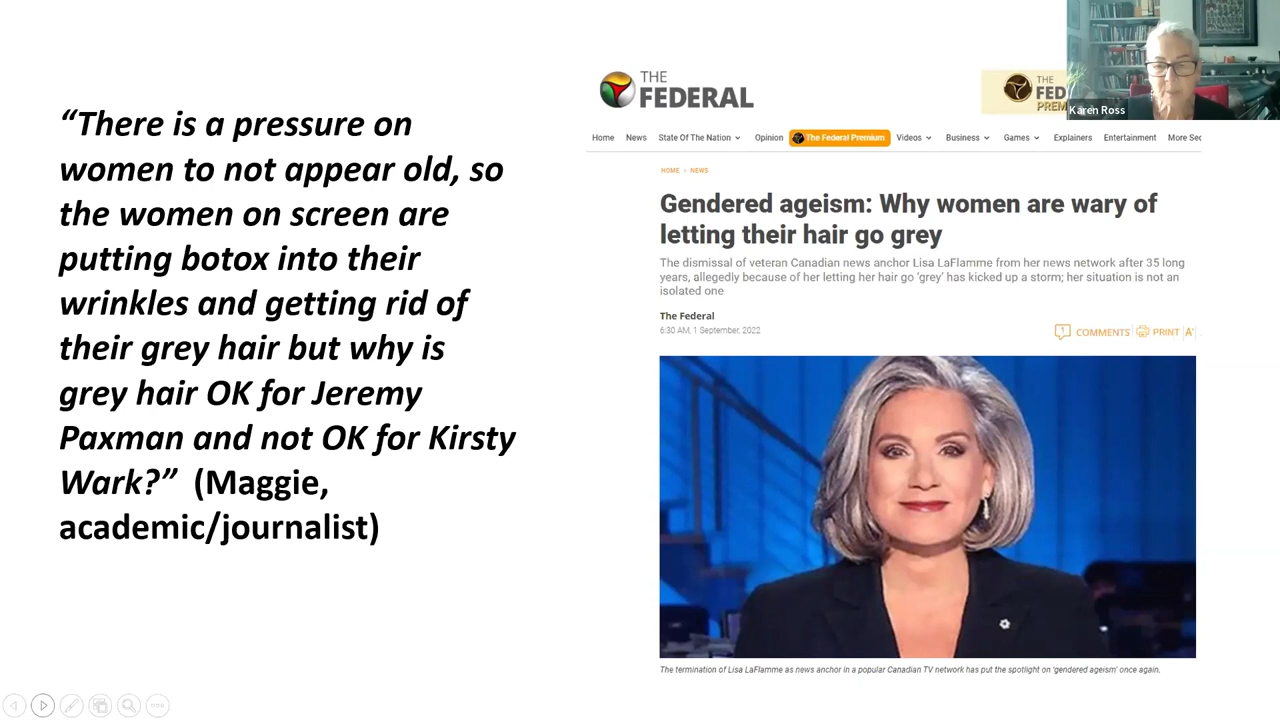 “There is a pressure on
women to not appear old, so
the women on screen are
putting botox into their
wrinkles and getting rid of
their grey hair but why is
grey hair OK for Jeremy
Paxman and not OK for Kirsty
Wark?” (Maggie,
academic/journalist)
THE
FEDERAL
THE
FED
PREM
Karen Ross
Home News State Of The Nation Opinion The Federal Premium Videos Business Games Explainers Entertainment More Sec
HOME › NEWS
Gendered ageism: Why women are wary of
letting their hair go grey
The dismissal of veteran Canadian news anchor Lisa LaFlamme from her news network after 35 long
years, allegedly because of her letting her hair go ‘grey’ has kicked up a storm; her situation is not an
isolated one
The Federal
6:30 AM, 1 September, 2022
1 COMMENTS PRINT A
The termination of Lisa LaFlamme as news anchor in a popular Canadian TV network has put the spotlight on ‘gendered ageism’ once again.